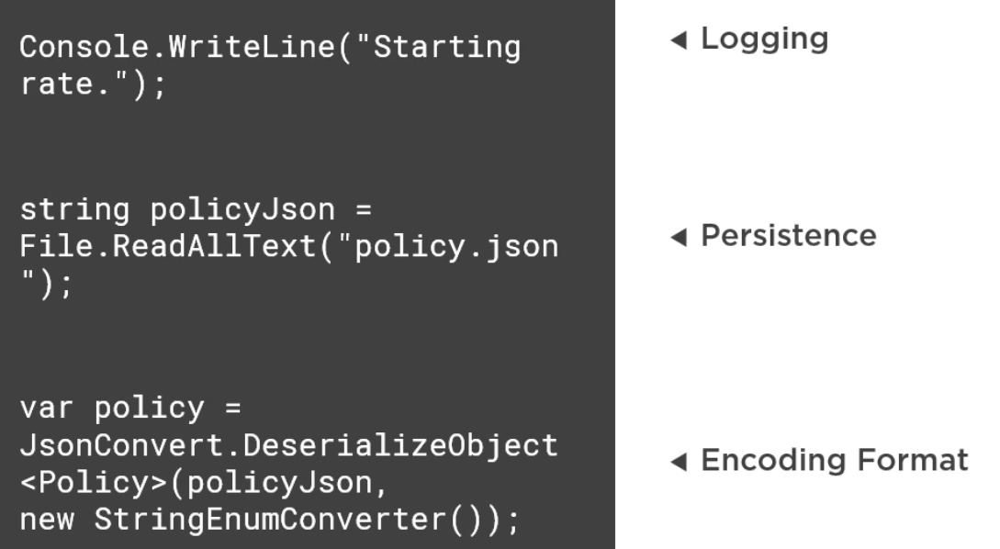 Console.WriteLine("Starting
rate.");
◄ Logging
string policyJson =
File.ReadAllText("policy.json
");
◄ Persistence
var policy =
JsonConvert.DeserializeObject
<Policy>(policyJson,
new StringEnumConverter());
◄ Encoding Format